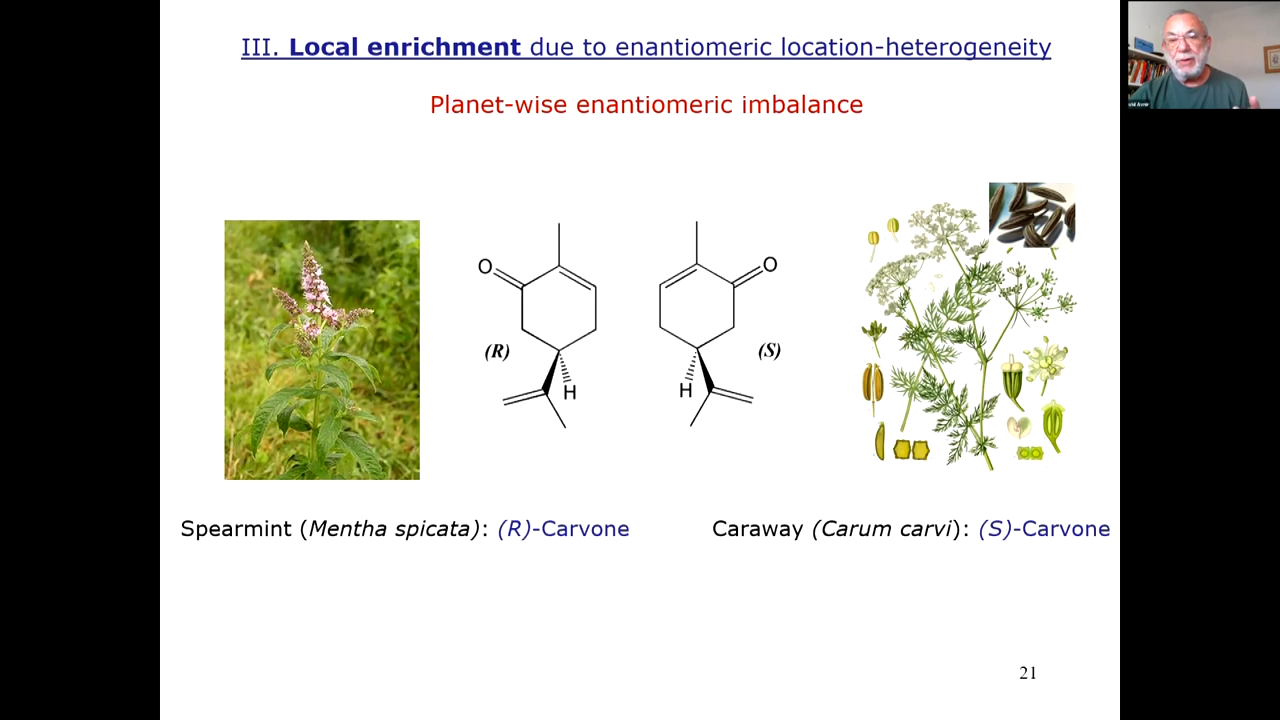 III. Local enrichment due to enantiomeric location-heterogeneity
Planet-wise enantiomeric imbalance
O
(R)
H
O
(S)
H
Spearmint (Mentha spicata): (R)-Carvone
Caraway (Carum carvi): (S)-Carvone
21